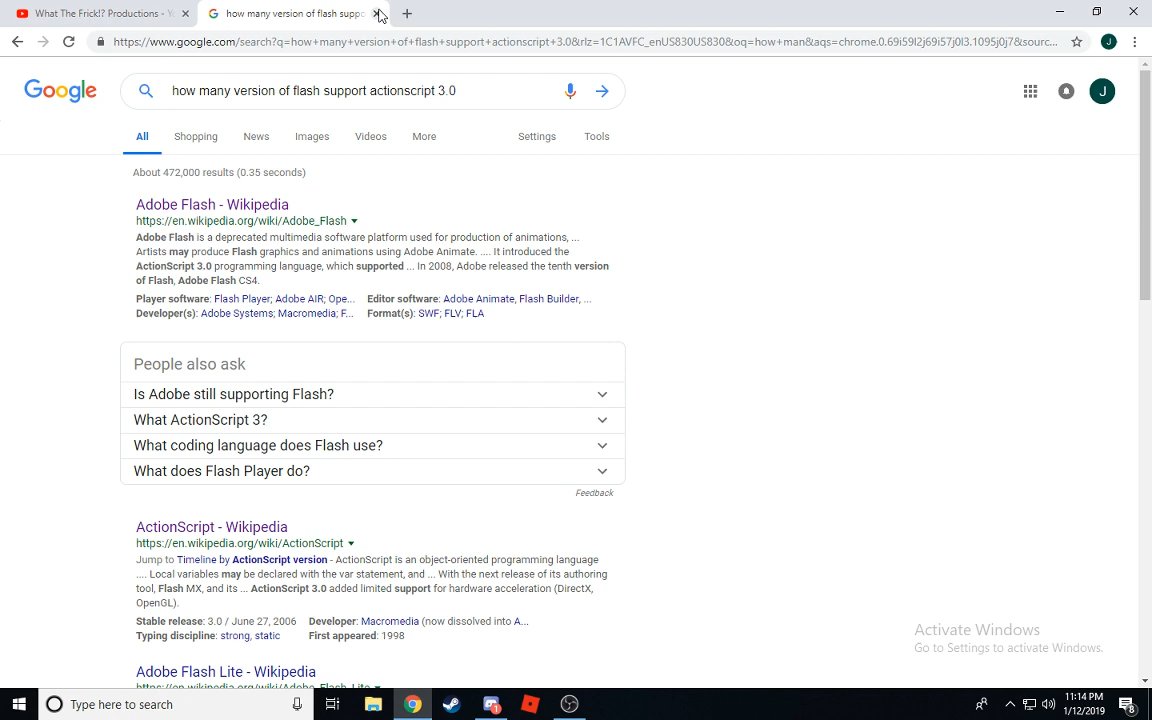 What The Frick!? Productions - Y
how many version of flash suppo
https://www.google.com/search?q=how+many+version+of+flash+support+actionscript+3.0&rlz=1C1AVFC_enUS830US830&oq=how+man&aqs=chrome.0.69i59l2j69i57j0l3.1095j0j7&sourc...
J
Google
how many version of flash support actionscript 3.0
J
All Shopping News Images Videos More Settings Tools
About 472,000 results (0.35 seconds)
Adobe Flash - Wikipedia
https://en.wikipedia.org/wiki/Adobe_Flash
Adobe Flash is a deprecated multimedia software platform used for production of animations, ...
Artists may produce Flash graphics and animations using Adobe Animate. .... It introduced the
ActionScript 3.0 programming language, which supported ... In 2008, Adobe released the tenth version
of Flash, Adobe Flash CS4.
Player software: Flash Player; Adobe AIR; Ope... Editor software: Adobe Animate, Flash Builder, ...
Developer(s): Adobe Systems; Macromedia; F... Format(s): SWF; FLV; FLA
People also ask
Is Adobe still supporting Flash?
What ActionScript 3?
What coding language does Flash use?
What does Flash Player do?
Feedback
ActionScript - Wikipedia
https://en.wikipedia.org/wiki/ActionScript
Jump to Timeline by ActionScript version - ActionScript is an object-oriented programming language
.... Local variables may be declared with the var statement, and ... With the next release of its authoring
tool, Flash MX, and its ... ActionScript 3.0 added limited support for hardware acceleration (DirectX,
OpenGL).
Stable release: 3.0 / June 27, 2006 Developer: Macromedia (now dissolved into A...
Typing discipline: strong, static First appeared: 1998
Activate Windows
Go to Settings to activate Windows.
Adobe Flash Lite - Wikipedia
https://en.wikipedia.org/wiki/Adobe_Flash_Lite
Type here to search
1
11:14 PM
1/12/2019
8